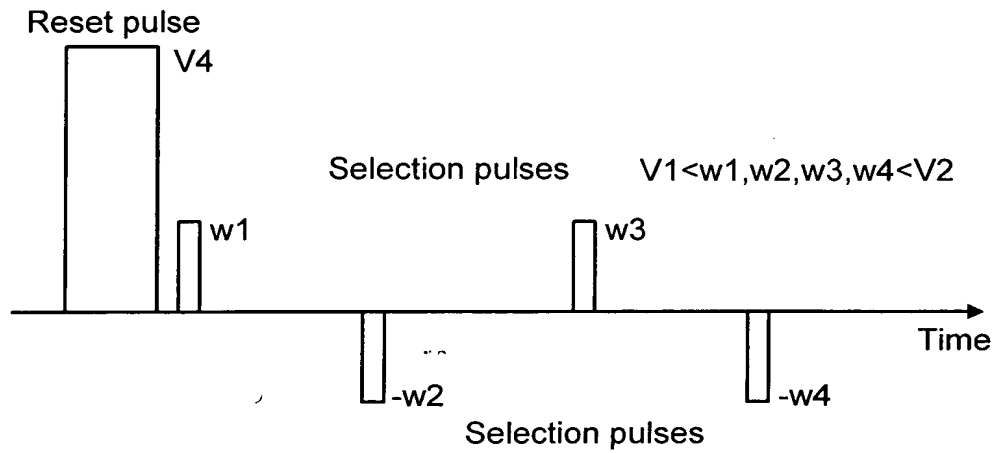 Reset pulse
V4
Selection pulses
V1<w1,w2,w3,w4<V2
w1
w3
Time
-w2
-w4
Selection pulses